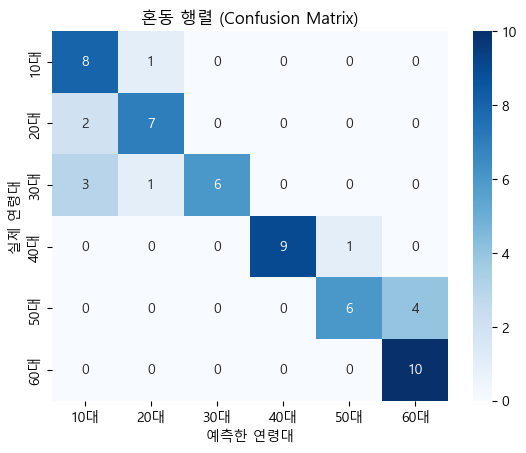 혼동 행렬 (Confusion Matrix)
실제 연령대
10대 8 1 0 0 0 0
20대 2 7 0 0 0 0
30대 3 1 6 0 0 0
40대 0 0 0 9 1 0
50대 0 0 0 0 6 4
60대 0 0 0 0 0 10
10대 20대 30대 40대 50대 60대
예측한 연령대
10
8
6
4
2
0